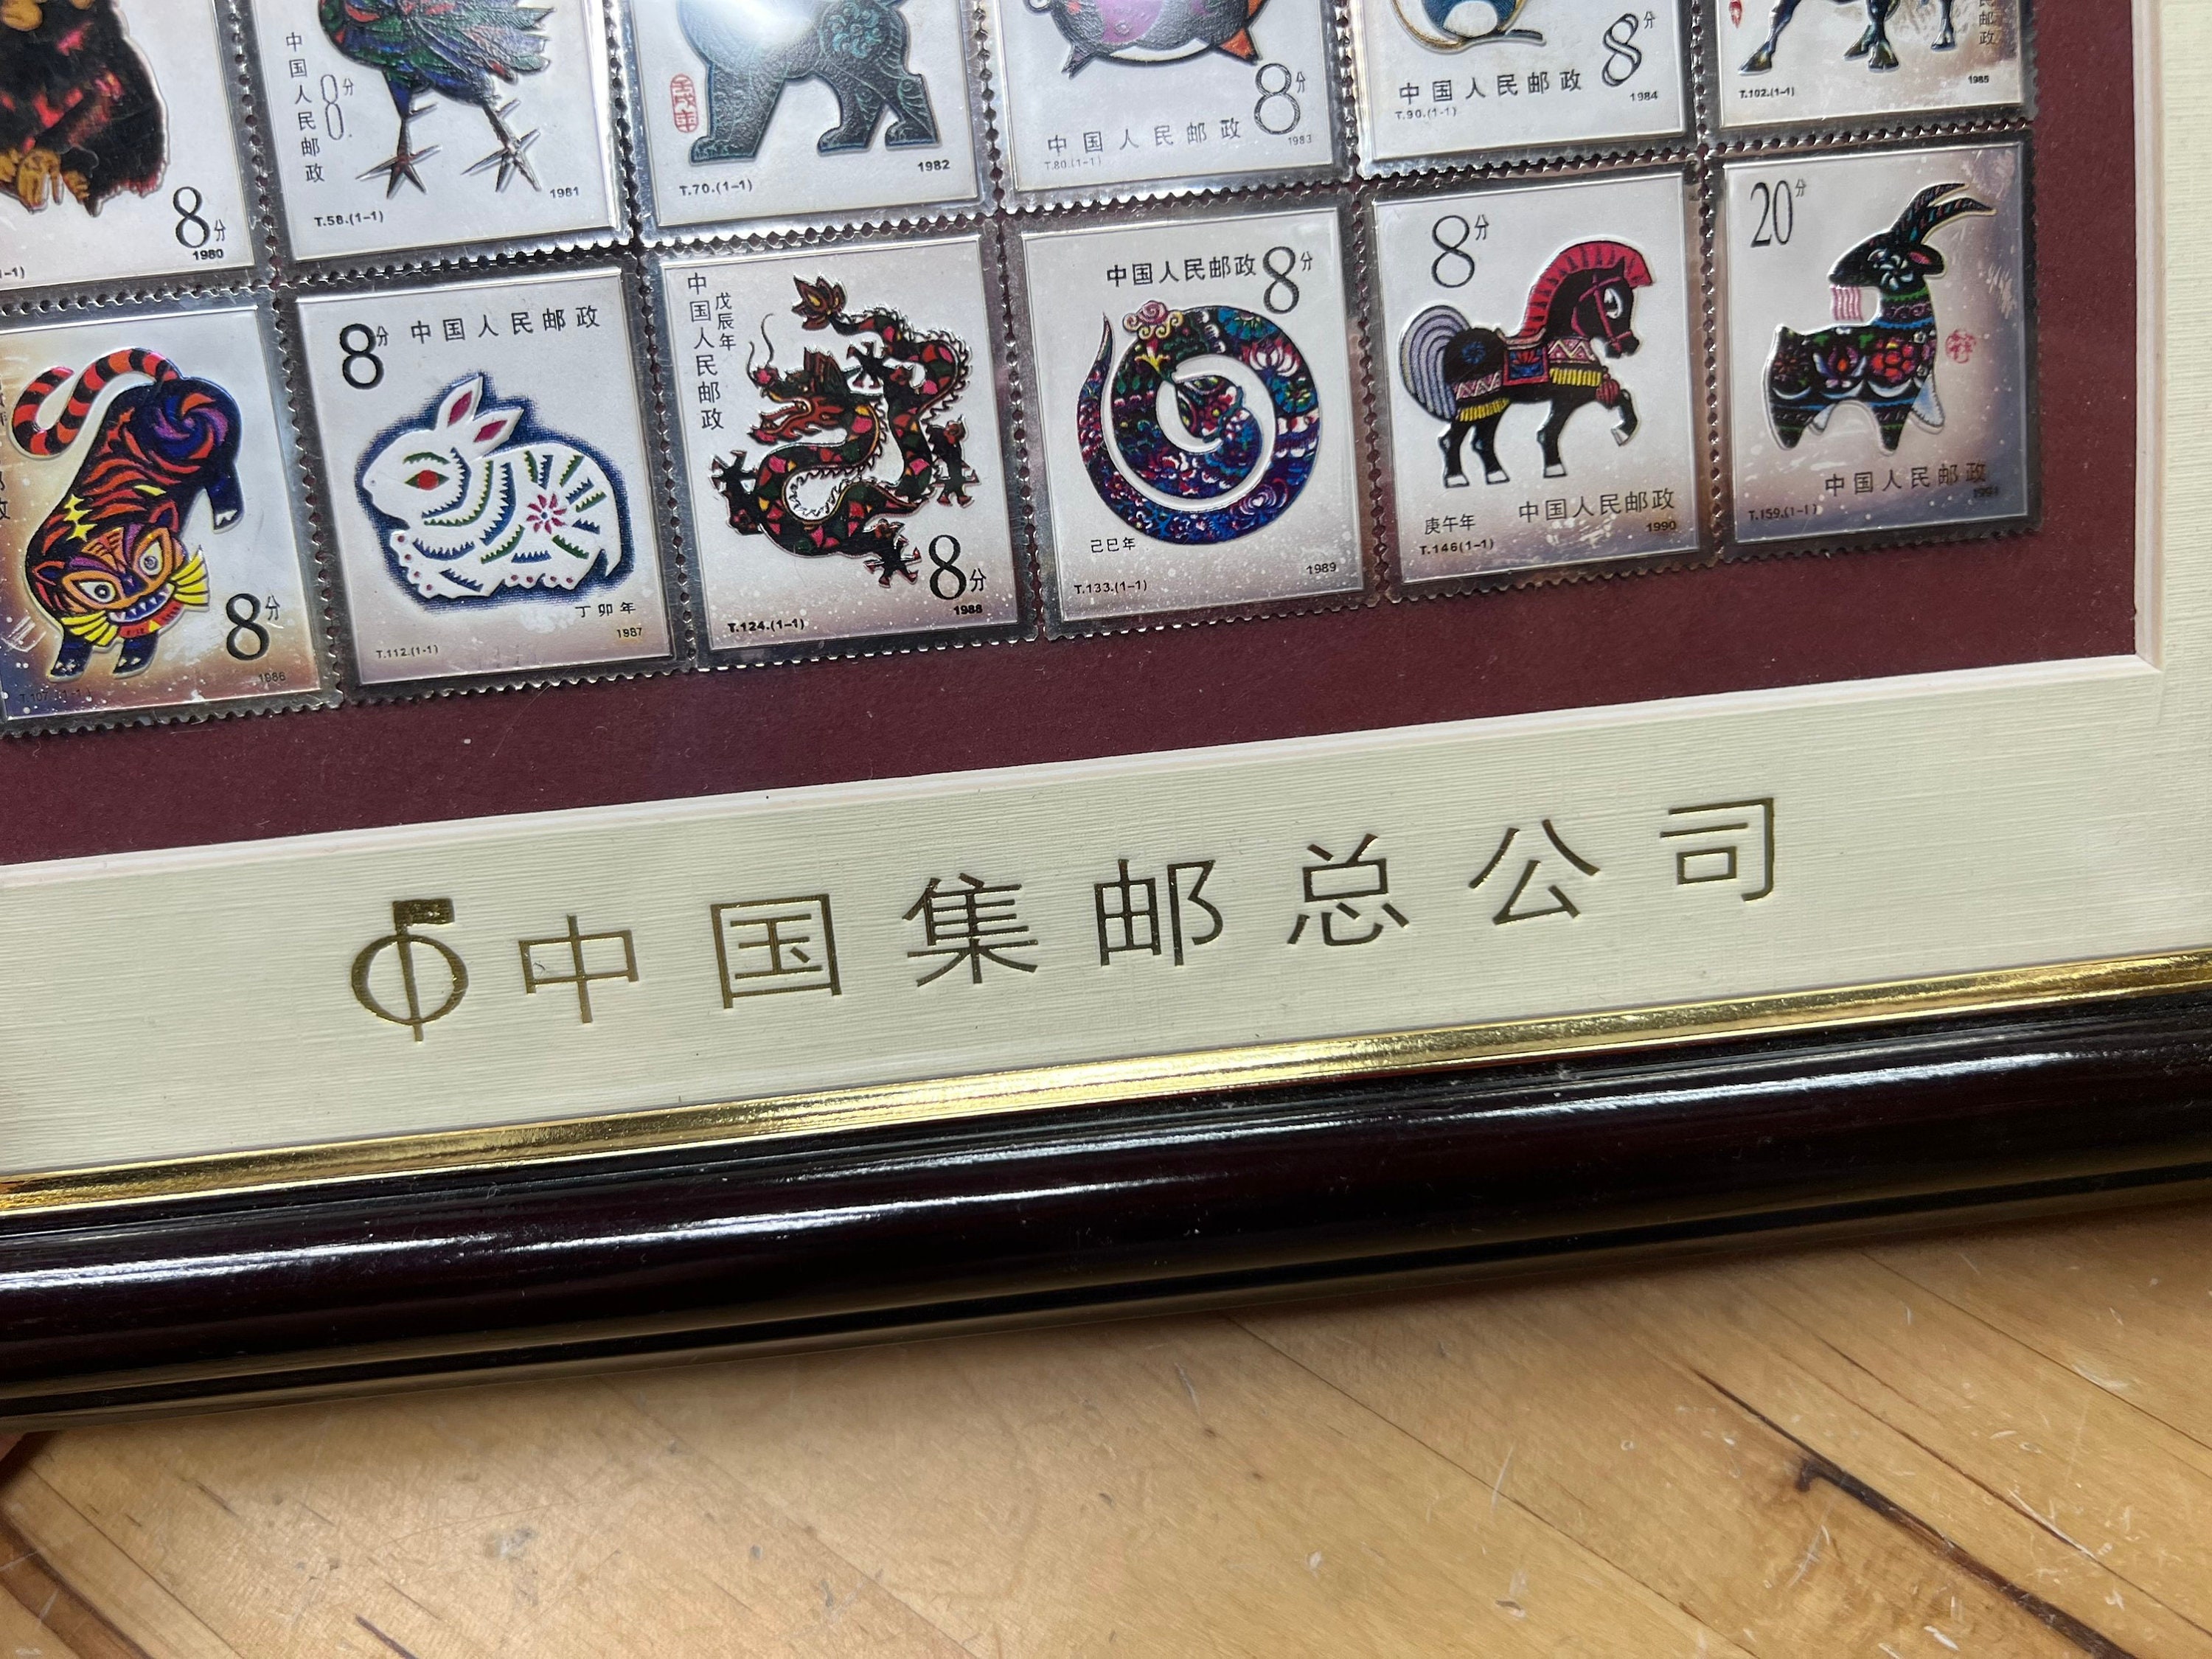 8分
1980
中国人民邮政
8分
T.58.(1-1)
1981
壬戌年
T.70.(1-1)
1982
8分
中国人民邮政
T.80.(1-1)
1983
8分
中国人民邮政
T.90.(1-1)
1984
民邮政
T.102.(1-1)
1985
8分
T.107.(1-1)
1986
8分 中国人民邮政
丁卯年
T.112.(1-1)
1987
中国人民邮政
戊辰年
8分
T.124.(1-1)
1988
中国人民邮政 8分
己巳年
T.133.(1-1)
1989
8分
庚午年
中国人民邮政
T.146(1-1)
1990
20分
中国人民邮政
T.159.(1-1)
1991
中国集邮总公司